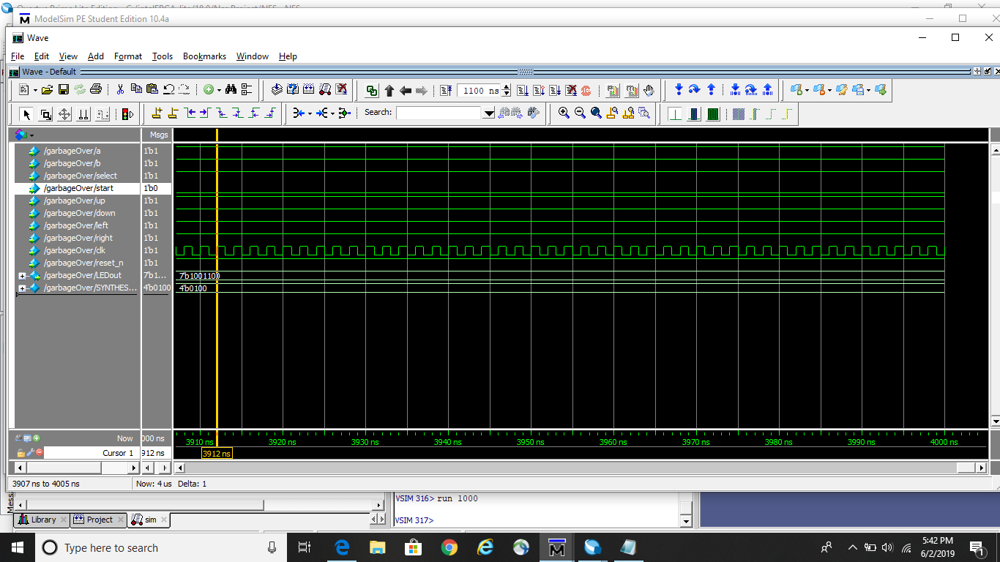 ModelSim PE Student Edition 10.4a
Wave
File Edit View Add Format Tools Bookmarks Window Help
Wave - Default
1100 ns
Search:
Msgs
/garbageOver/a 1'b1
/garbageOver/b 1'b1
/garbageOver/select 1'b1
/garbageOver/start 1'b0
/garbageOver/up 1'b1
/garbageOver/down 1'b1
/garbageOver/left 1'b1
/garbageOver/right 1'b1
/garbageOver/clk 1'b1
/garbageOver/reset_n 1'b1
/garbageOver/LEDout 7'b1... 7'b1001100
/garbageOver/SYNTHES... 4'b0100 4'b0100
Now 000 ns 3910 ns 3920 ns 3930 ns 3940 ns 3950 ns 3960 ns 3970 ns 3980 ns 3990 ns 4000 ns
Cursor 1 912 ns 3912 ns
3907 ns to 4005 ns Now: 4 us Delta: 1
VSIM 316> run 1000
VSIM 317>
Library Project sim
Type here to search
5:42 PM
6/2/2019
1